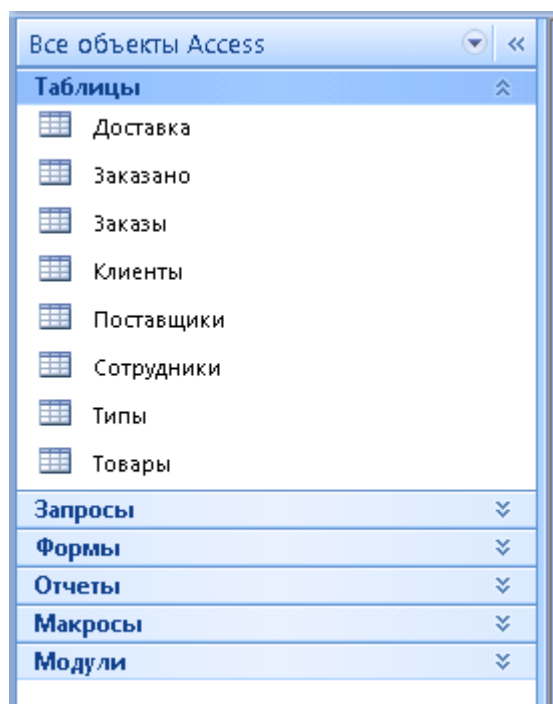 Все объекты Access
Таблицы
Доставка
Заказано
Заказы
Клиенты
Поставщики
Сотрудники
Типы
Товары
Запросы
Формы
Отчеты
Макросы
Модули